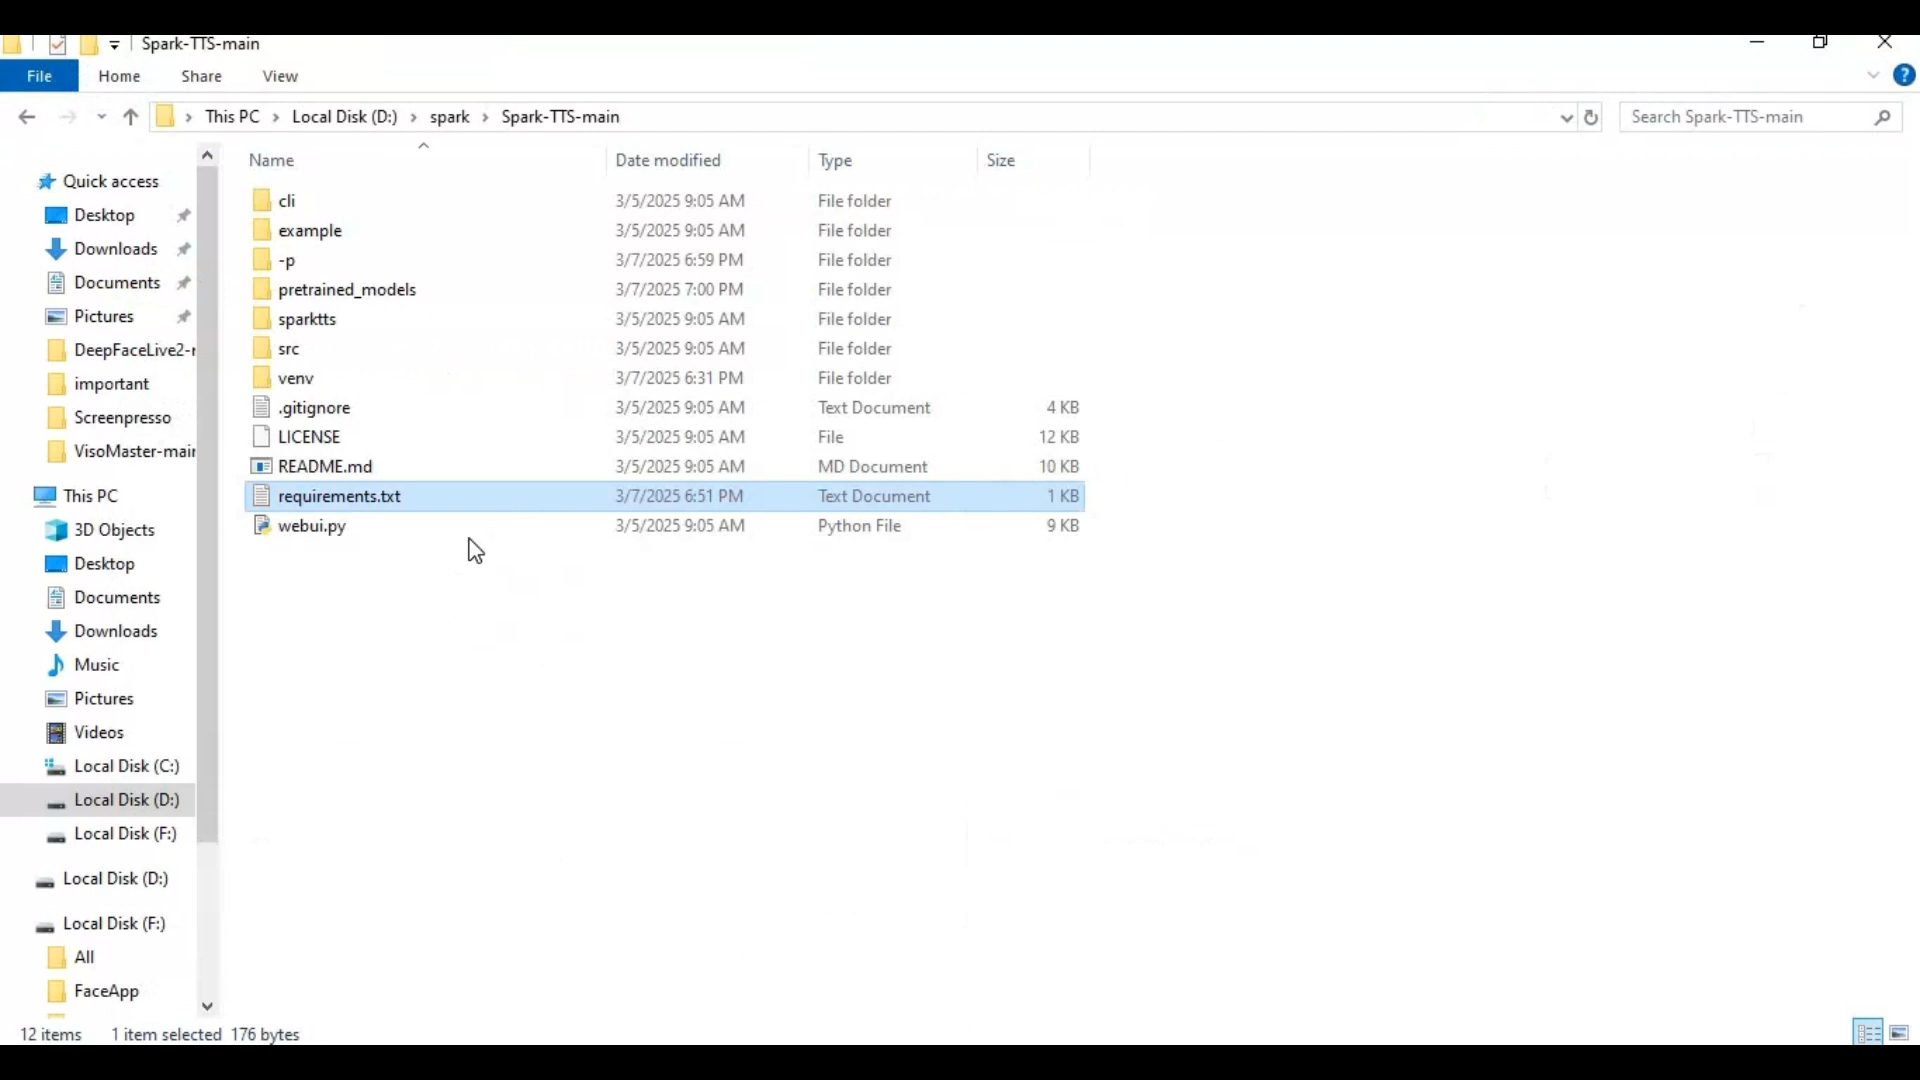 Spark-TTS-main
File Home Share View
This PC Local Disk (D:) spark Spark-TTS-main
Search Spark-TTS-main
Name Date modified Type Size
cli 3/5/2025 9:05 AM File folder
example 3/5/2025 9:05 AM File folder
-p 3/7/2025 6:59 PM File folder
pretrained_models 3/7/2025 7:00 PM File folder
sparktts 3/5/2025 9:05 AM File folder
src 3/5/2025 9:05 AM File folder
venv 3/7/2025 6:31 PM File folder
.gitignore 3/5/2025 9:05 AM Text Document 4 KB
LICENSE 3/5/2025 9:05 AM File 12 KB
README.md 3/5/2025 9:05 AM MD Document 10 KB
requirements.txt 3/7/2025 6:51 PM Text Document 1 KB
webui.py 3/5/2025 9:05 AM Python File 9 KB
Quick access
Desktop
Downloads
Documents
Pictures
DeepFaceLive2-r
important
Screenpresso
VisoMaster-mair
This PC
3D Objects
Desktop
Documents
Downloads
Music
Pictures
Videos
Local Disk (C:)
Local Disk (D:)
Local Disk (F:)
Local Disk (D:)
Local Disk (F:)
All
FaceApp
12 items 1 item selected 176 bytes